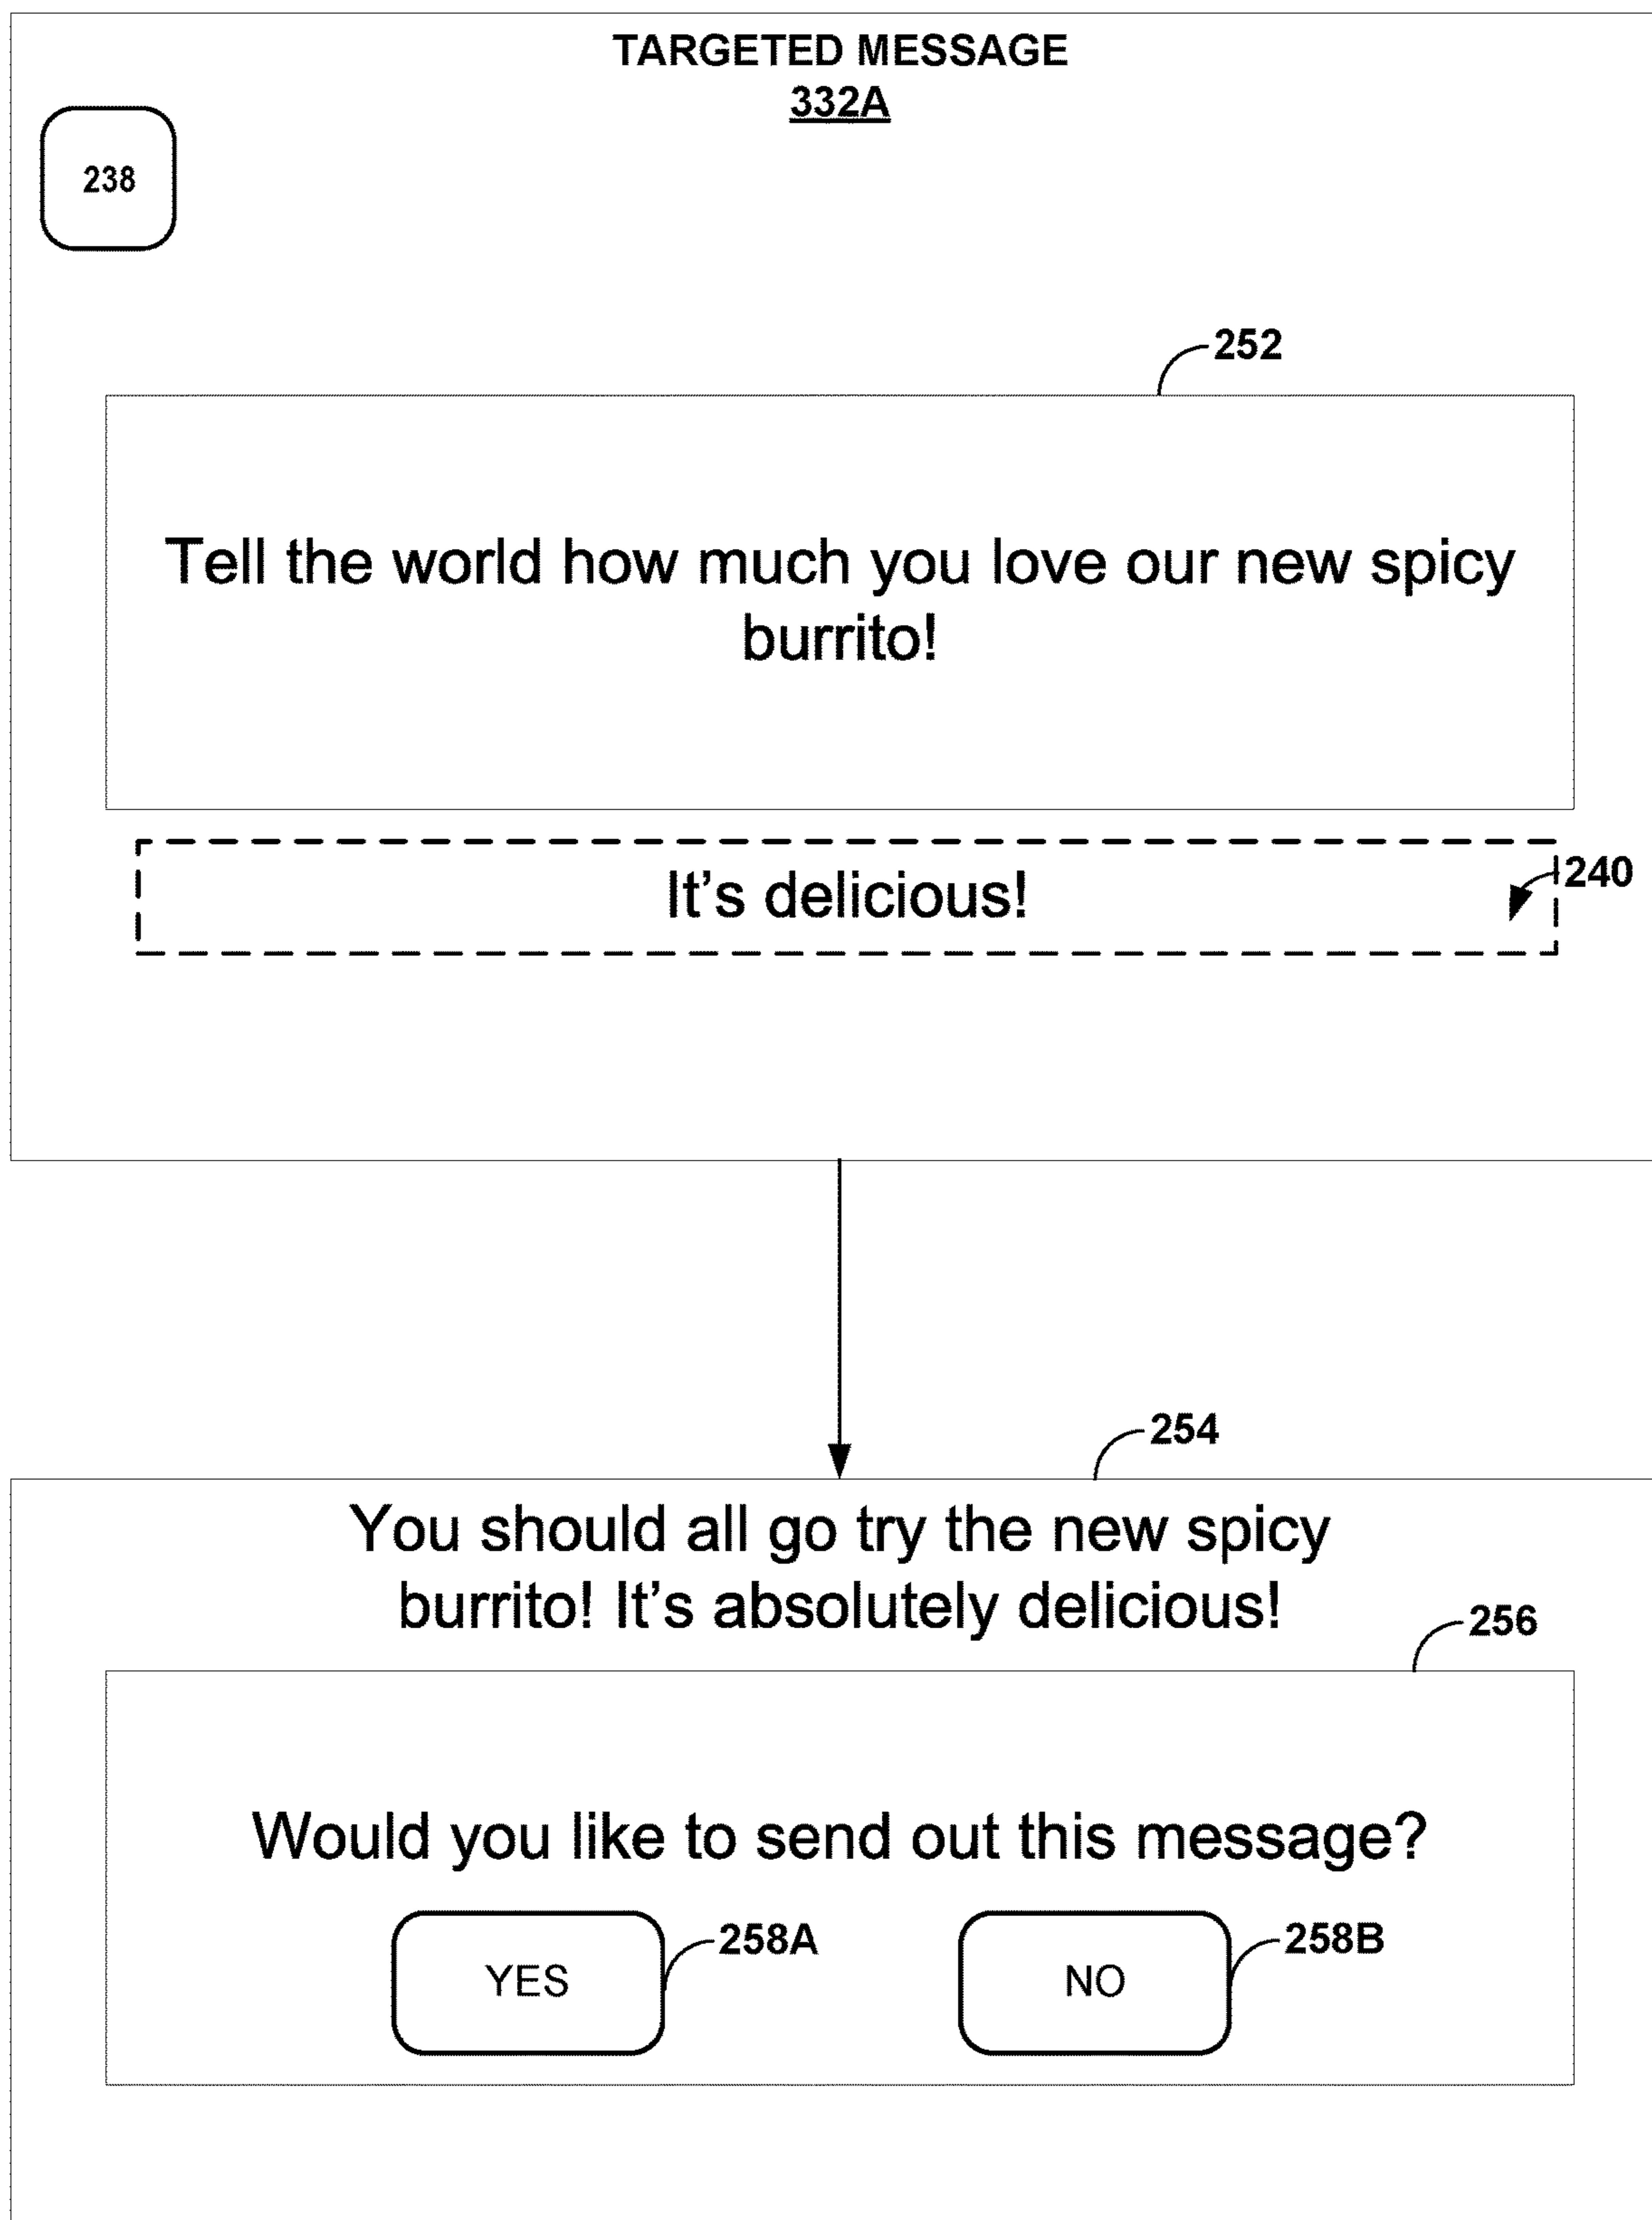 TARGETED MESSAGE
332A
238
252
Tell the world how much you love our new spicy
burrito!
It's delicious!
240
254
You should all go try the new spicy
burrito! It's absolutely delicious!
256
Would you like to send out this message?
YES
258A
NO
258B